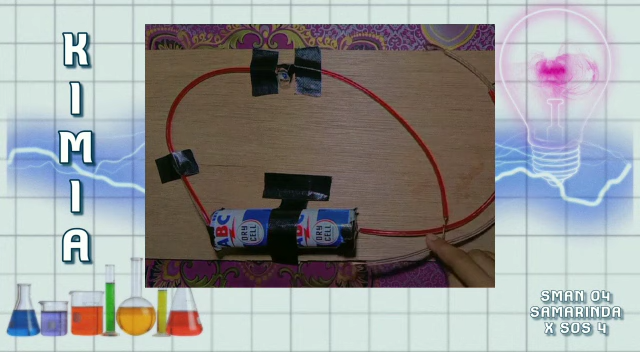 KIMIA
ABC
DRY
CELL
ABC
DRY
CELL
SMAN 04
SAMARINDA
X SOS 4